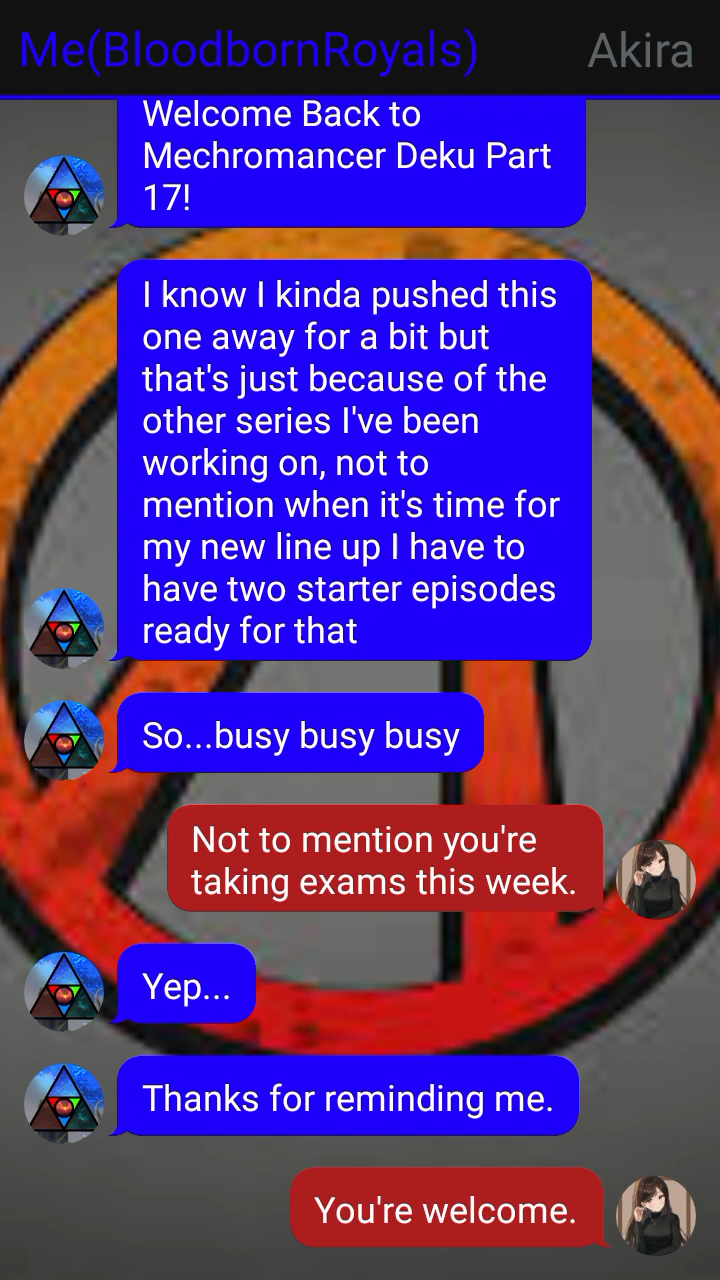 Me(BloodbornRoyals) Akira
Welcome Back to
Mechromancer Deku Part
17!
I know I kinda pushed this
one away for a bit but
that's just because of the
other series I've been
working on, not to
mention when it's time for
my new line up I have to
have two starter episodes
ready for that
So...busy busy busy
Not to mention you're
taking exams this week.
Yep...
Thanks for reminding me.
You're welcome.